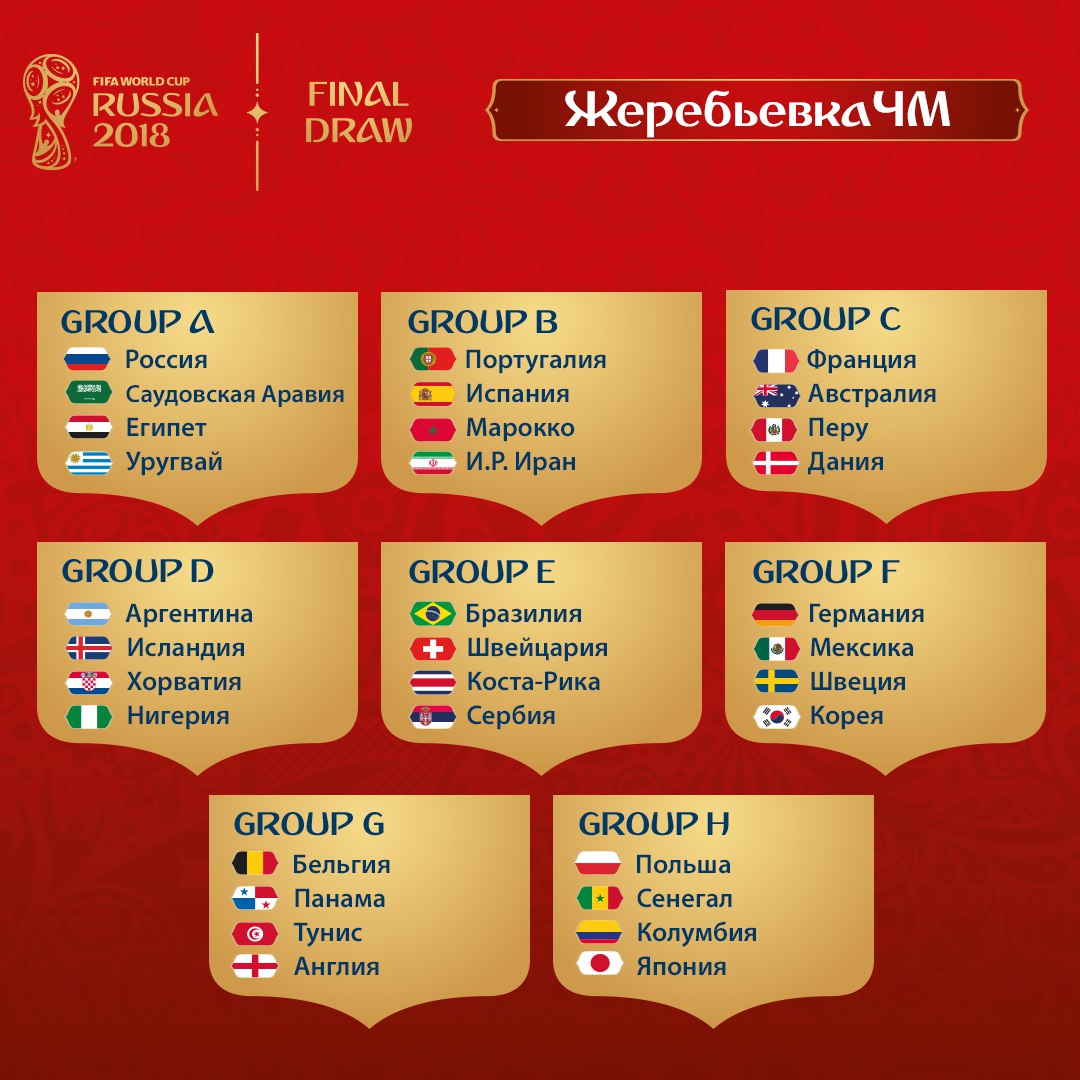 FIFA WORLD CUP
RUSSIA
2018
FINAL
DRAW
ЖеребьевкаЧМ
GROUP A
Россия
Саудовская Аравия
Египет
Уругвай
GROUP B
Португалия
Испания
Марокко
И.Р. Иран
GROUP C
Франция
Австралия
Перу
Дания
GROUP D
Аргентина
Исландия
Хорватия
Нигерия
GROUP E
Бразилия
Швейцария
Коста-Рика
Сербия
GROUP F
Германия
Мексика
Швеция
Корея
GROUP G
Бельгия
Панама
Тунис
Англия
GROUP H
Польша
Сенегал
Колумбия
Япония